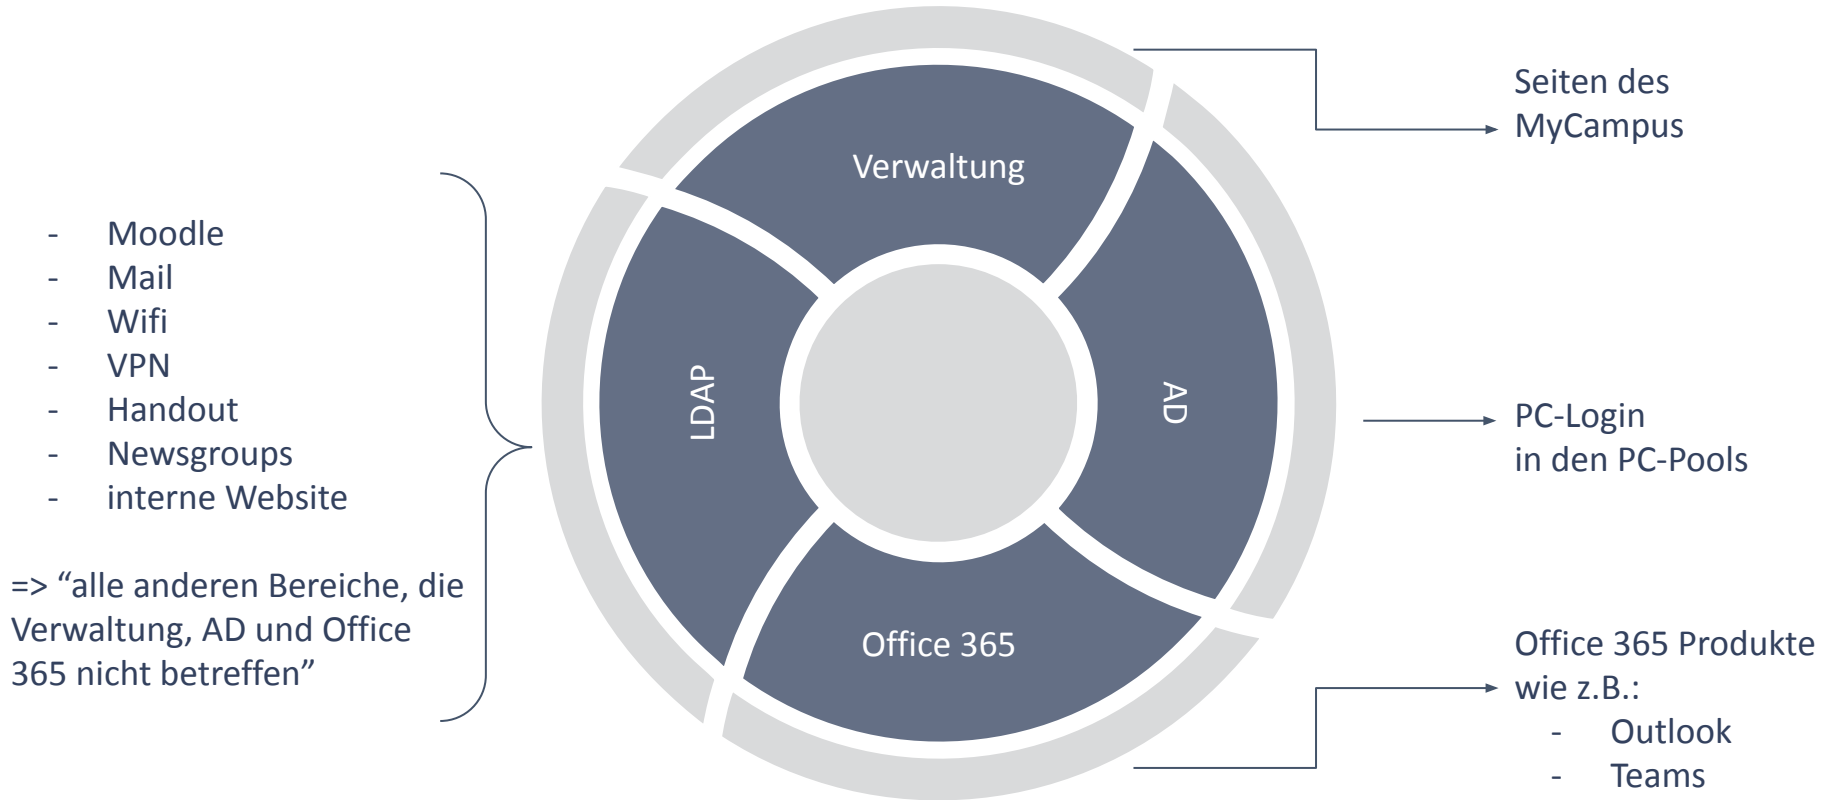 - Moodle
- Mail
- Wifi
- VPN
- Handout
- Newsgroups
- interne Website
=> “alle anderen Bereiche, die
Verwaltung, AD und Office
365 nicht betreffen”
Verwaltung
LDAP
AD
Office 365
Seiten des
MyCampus
PC-Login
in den PC-Pools
Office 365 Produkte
wie z.B.:
- Outlook
- Teams